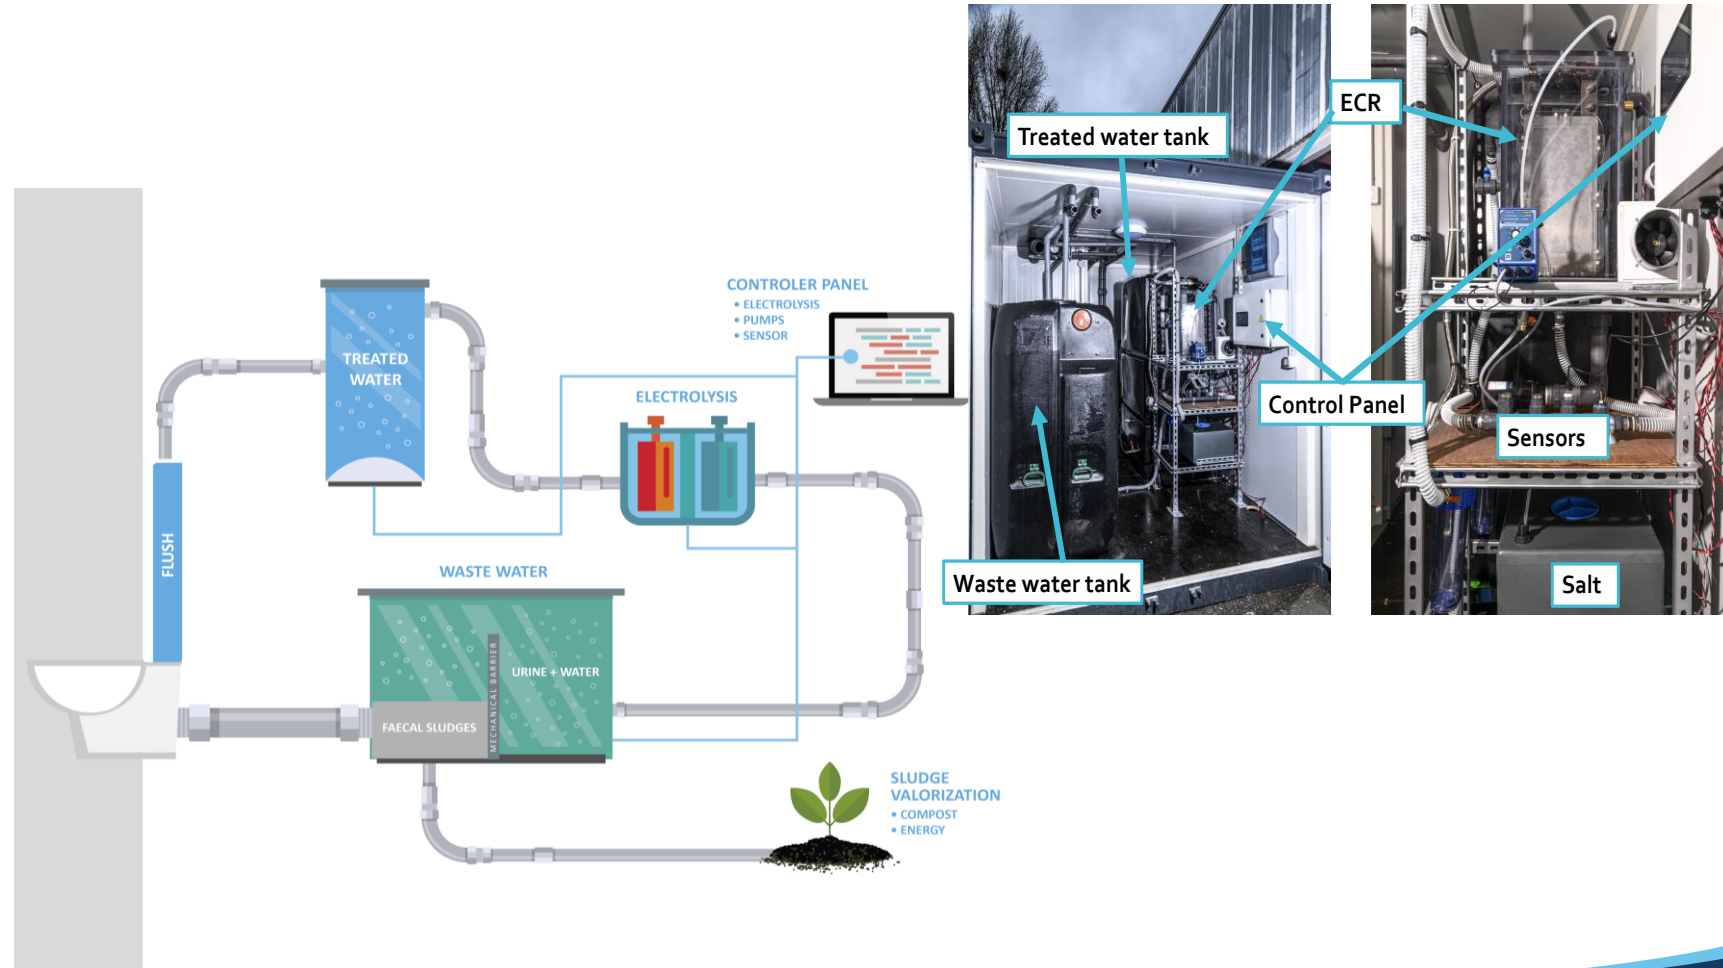 CONTROLER PANEL
• ELECTROLYSIS
• PUMPS
• SENSOR
TREATED
WATER
ELECTROLYSIS
FLUSH
WASTE WATER
MECHANICAL BARRIER
URINE + WATER
FAECAL SLUDGES
SLUDGE
VALORIZATION
• COMPOST
• ENERGY
Treated water tank
ECR
Control Panel
Waste water tank
Sensors
Salt